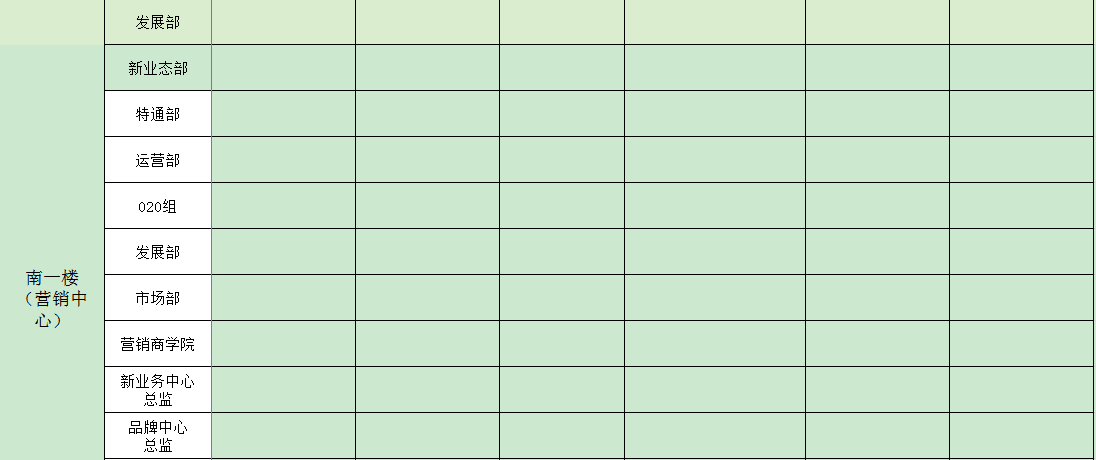 发展部
新业态部
特通部
运营部
020组
发展部
南一楼
（营销中
心）
市场部
营销商学院
新业务中心
总监
品牌中心
总监